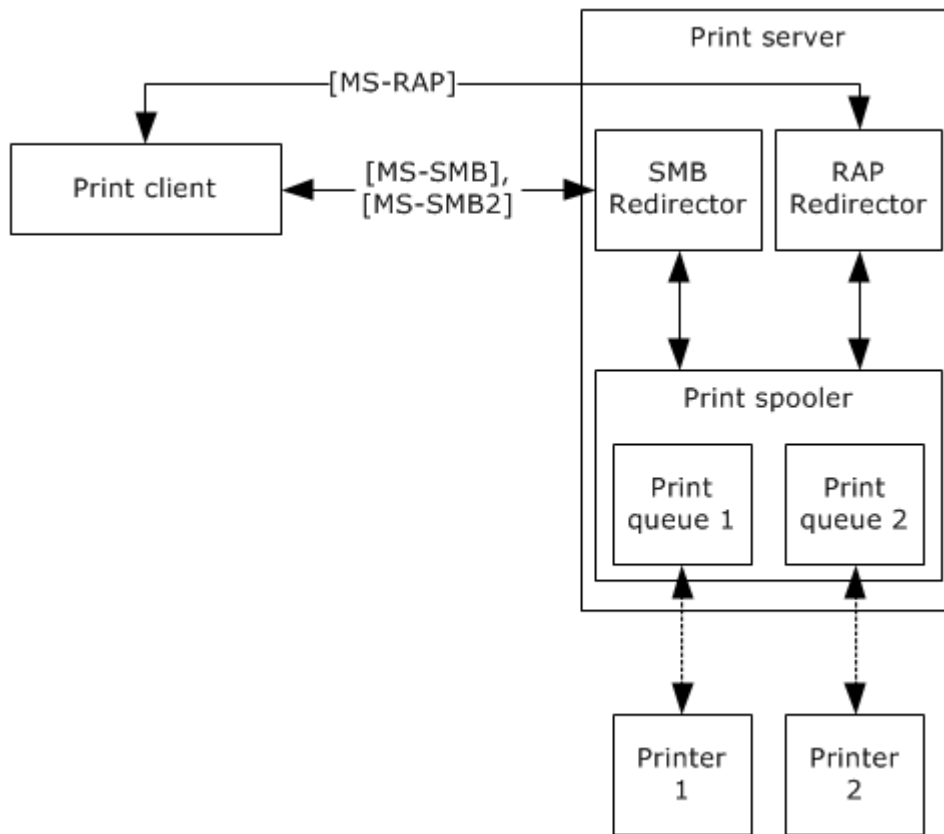 Print server
[MS-RAP]
Print client
[MS-SMB],
[MS-SMB2]
SMB
Redirector
RAP
Redirector
Print spooler
Print
queue 1
Print
queue 2
Printer
1
Printer
2